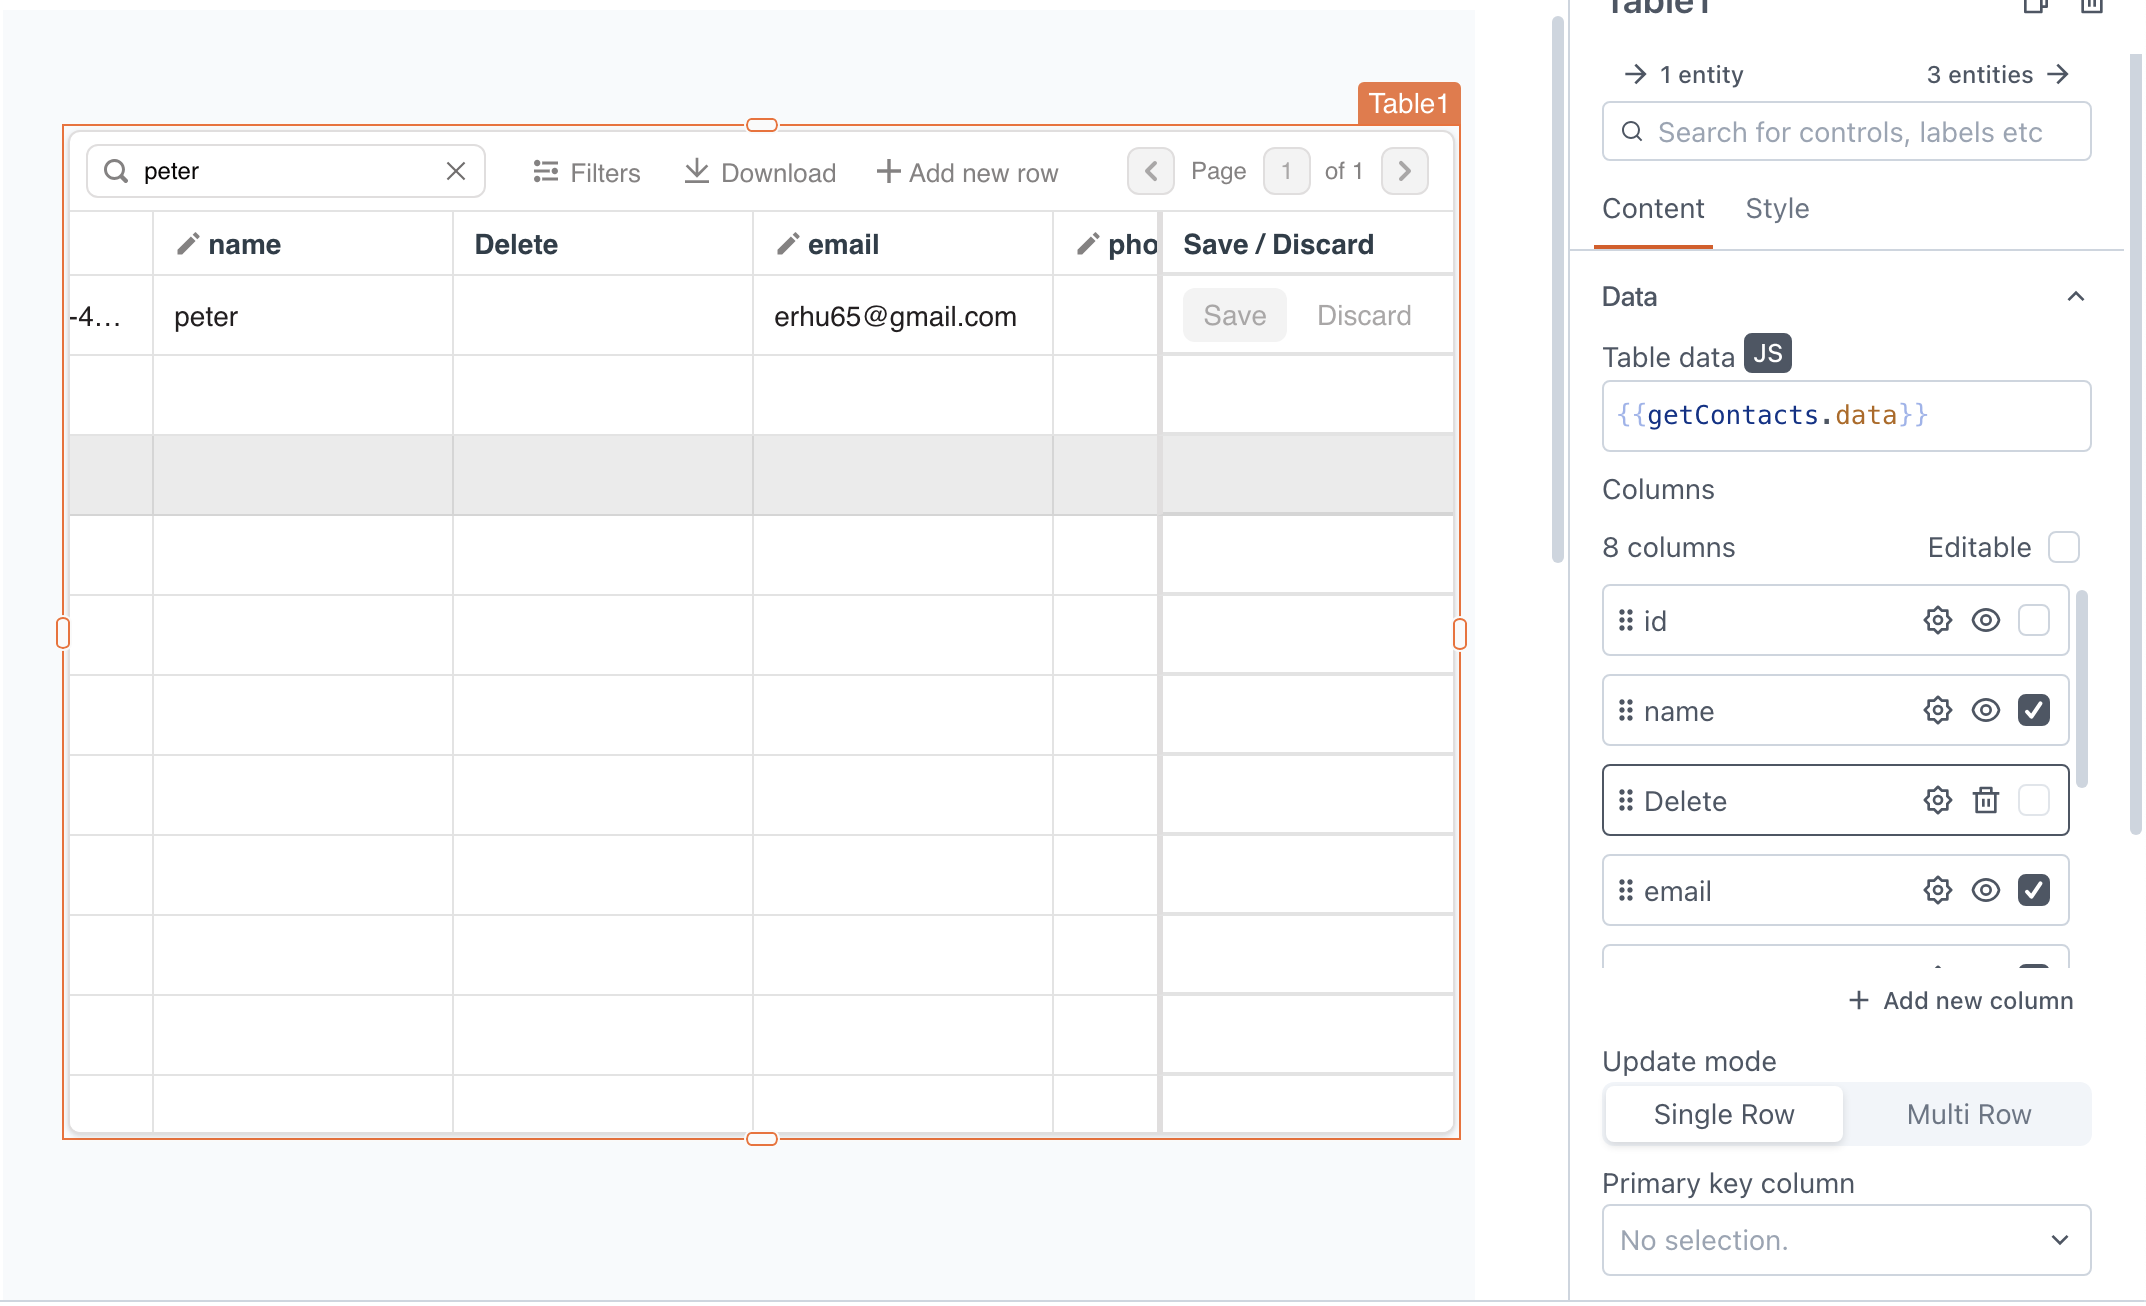 Table1
peter
Filters
Download
Add new row
Page 1 of 1
name
Delete
email
pho
Save / Discard
-4...
peter
erhu65@gmail.com
Save
Discard
Table1
1 entity
3 entities
Search for controls, labels etc
Content
Style
Data
Table data JS
{{getContacts.data}}
Columns
8 columns
Editable
id
name
Delete
email
Add new column
Update mode
Single Row
Multi Row
Primary key column
No selection.